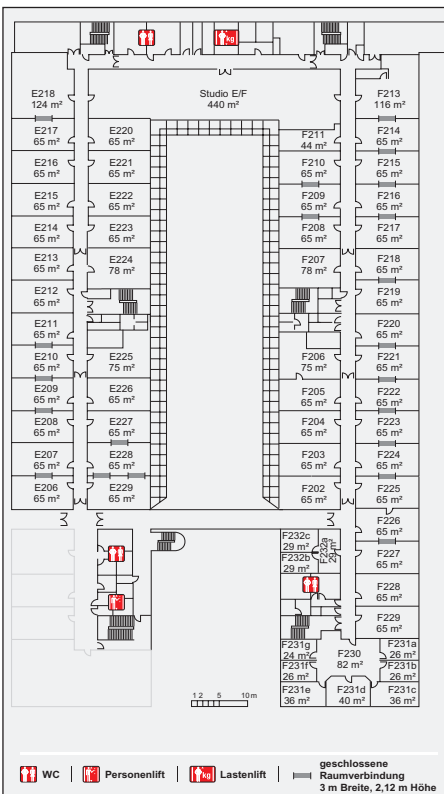 kg
Studio E/F
440 m²
E218
124 m²
E217
65 m²
E216
65 m²
E215
65 m²
E214
65 m²
E213
65 m²
E212
65 m²
E211
65 m²
E210
65 m²
E209
65 m²
E208
65 m²
E207
65 m²
E206
65 m²
E220
65 m²
E221
65 m²
E222
65 m²
E223
65 m²
E224
78 m²
E225
75 m²
E226
65 m²
E227
65 m²
E228
65 m²
E229
65 m²
F211
44 m²
F210
65 m²
F209
65 m²
F208
65 m²
F207
78 m²
F206
75 m²
F205
65 m²
F204
65 m²
F203
65 m²
F202
65 m²
F213
116 m²
F214
65 m²
F215
65 m²
F216
65 m²
F217
65 m²
F218
65 m²
F219
65 m²
F220
65 m²
F221
65 m²
F222
65 m²
F223
65 m²
F224
65 m²
F225
65 m²
F226
65 m²
F227
65 m²
F228
65 m²
F229
65 m²
F232c
29 m²
F232b
29 m²
F232a
29 m²
F231g
24 m²
F231f
26 m²
F231e
36 m²
F230
82 m²
F231d
40 m²
F231a
26 m²
F231b
26 m²
F231c
36 m²
1 2 5 10 m
WC
Personenlift
kg
Lastenlift
geschlossene
Raumverbindung
3 m Breite, 2,12 m Höhe